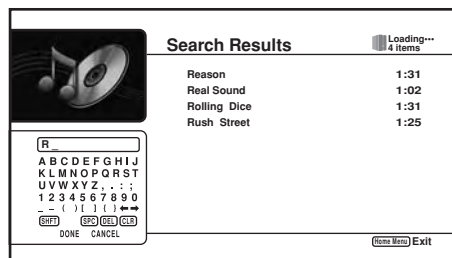 Search Results
Loading•••
4 items
Reason 1:31
Real Sound 1:02
Rolling Dice 1:31
Rush Street 1:25
R_
A B C D E F G H I J
K L M N O P Q R S T
U V W X Y Z , . : ;
1 2 3 4 5 6 7 8 9 0
_ – ( ) [ ] { } ← →
SHFT SPC DEL CLR
DONE CANCEL
Home Menu Exit